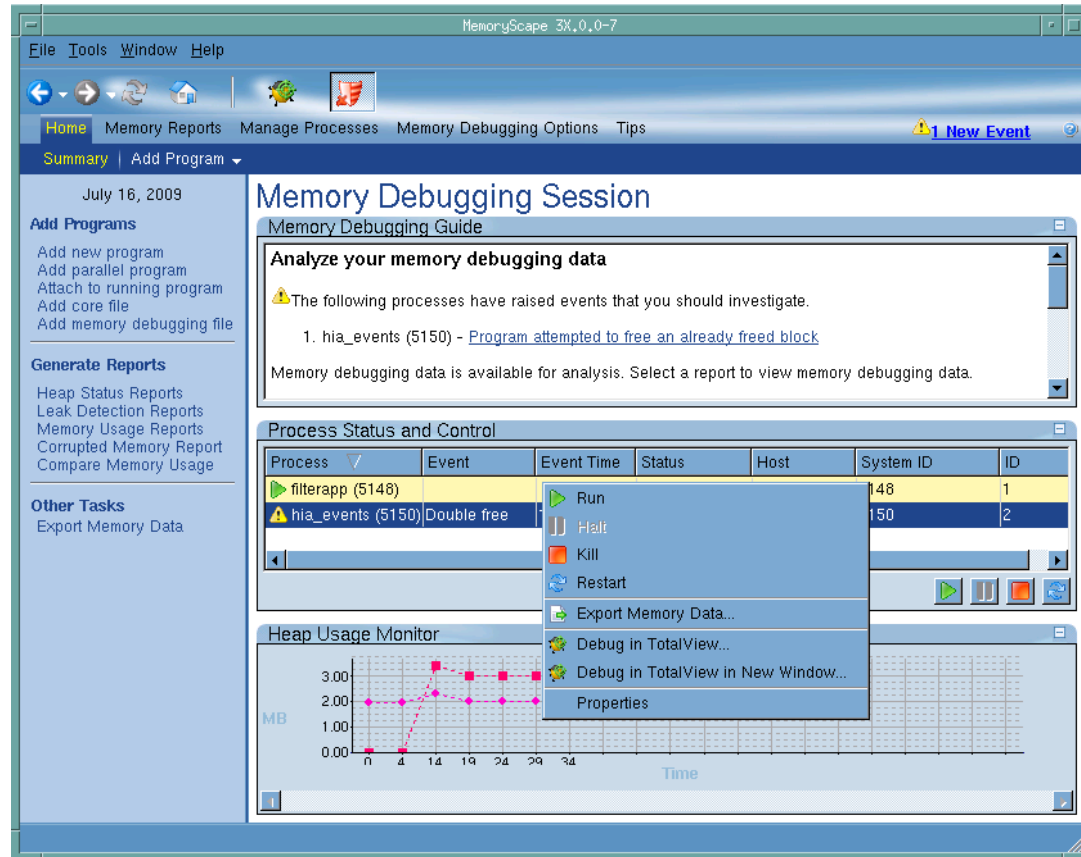 MemoryScape 3X.0.0-7
File Tools Window Help
Home Memory Reports Manage Processes Memory Debugging Options Tips
1 New Event
Summary | Add Program
July 16, 2009
Add Programs
Add new program
Add parallel program
Attach to running program
Add core file
Add memory debugging file
Generate Reports
Heap Status Reports
Leak Detection Reports
Memory Usage Reports
Corrupted Memory Report
Compare Memory Usage
Other Tasks
Export Memory Data
Memory Debugging Session
Memory Debugging Guide
Analyze your memory debugging data
The following processes have raised events that you should investigate.
1. hia_events (5150) - Program attempted to free an already freed block
Memory debugging data is available for analysis. Select a report to view memory debugging data.
Process Status and Control
Process Event Event Time Status Host System ID ID
filterapp (5148) 148 1
hia_events (5150) Double free 150 2
Run
Halt
Kill
Restart
Export Memory Data...
Debug in TotalView...
Debug in TotalView in New Window...
Properties
Heap Usage Monitor
3.00
2.00
MB
1.00
0.00
0 4 14 19 24 29 34
Time